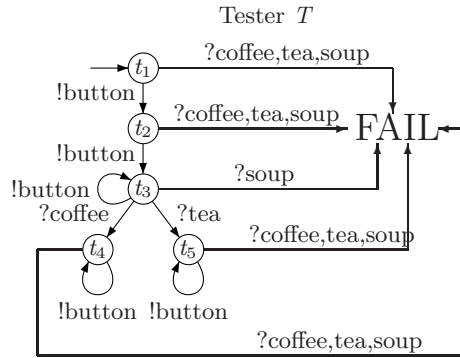 Tester T
t1
?coffee,tea,soup
!button
t2
?coffee,tea,soup
FAIL
!button
t3
?soup
!button
?coffee
?tea
t4
t5
?coffee,tea,soup
!button
!button
?coffee,tea,soup